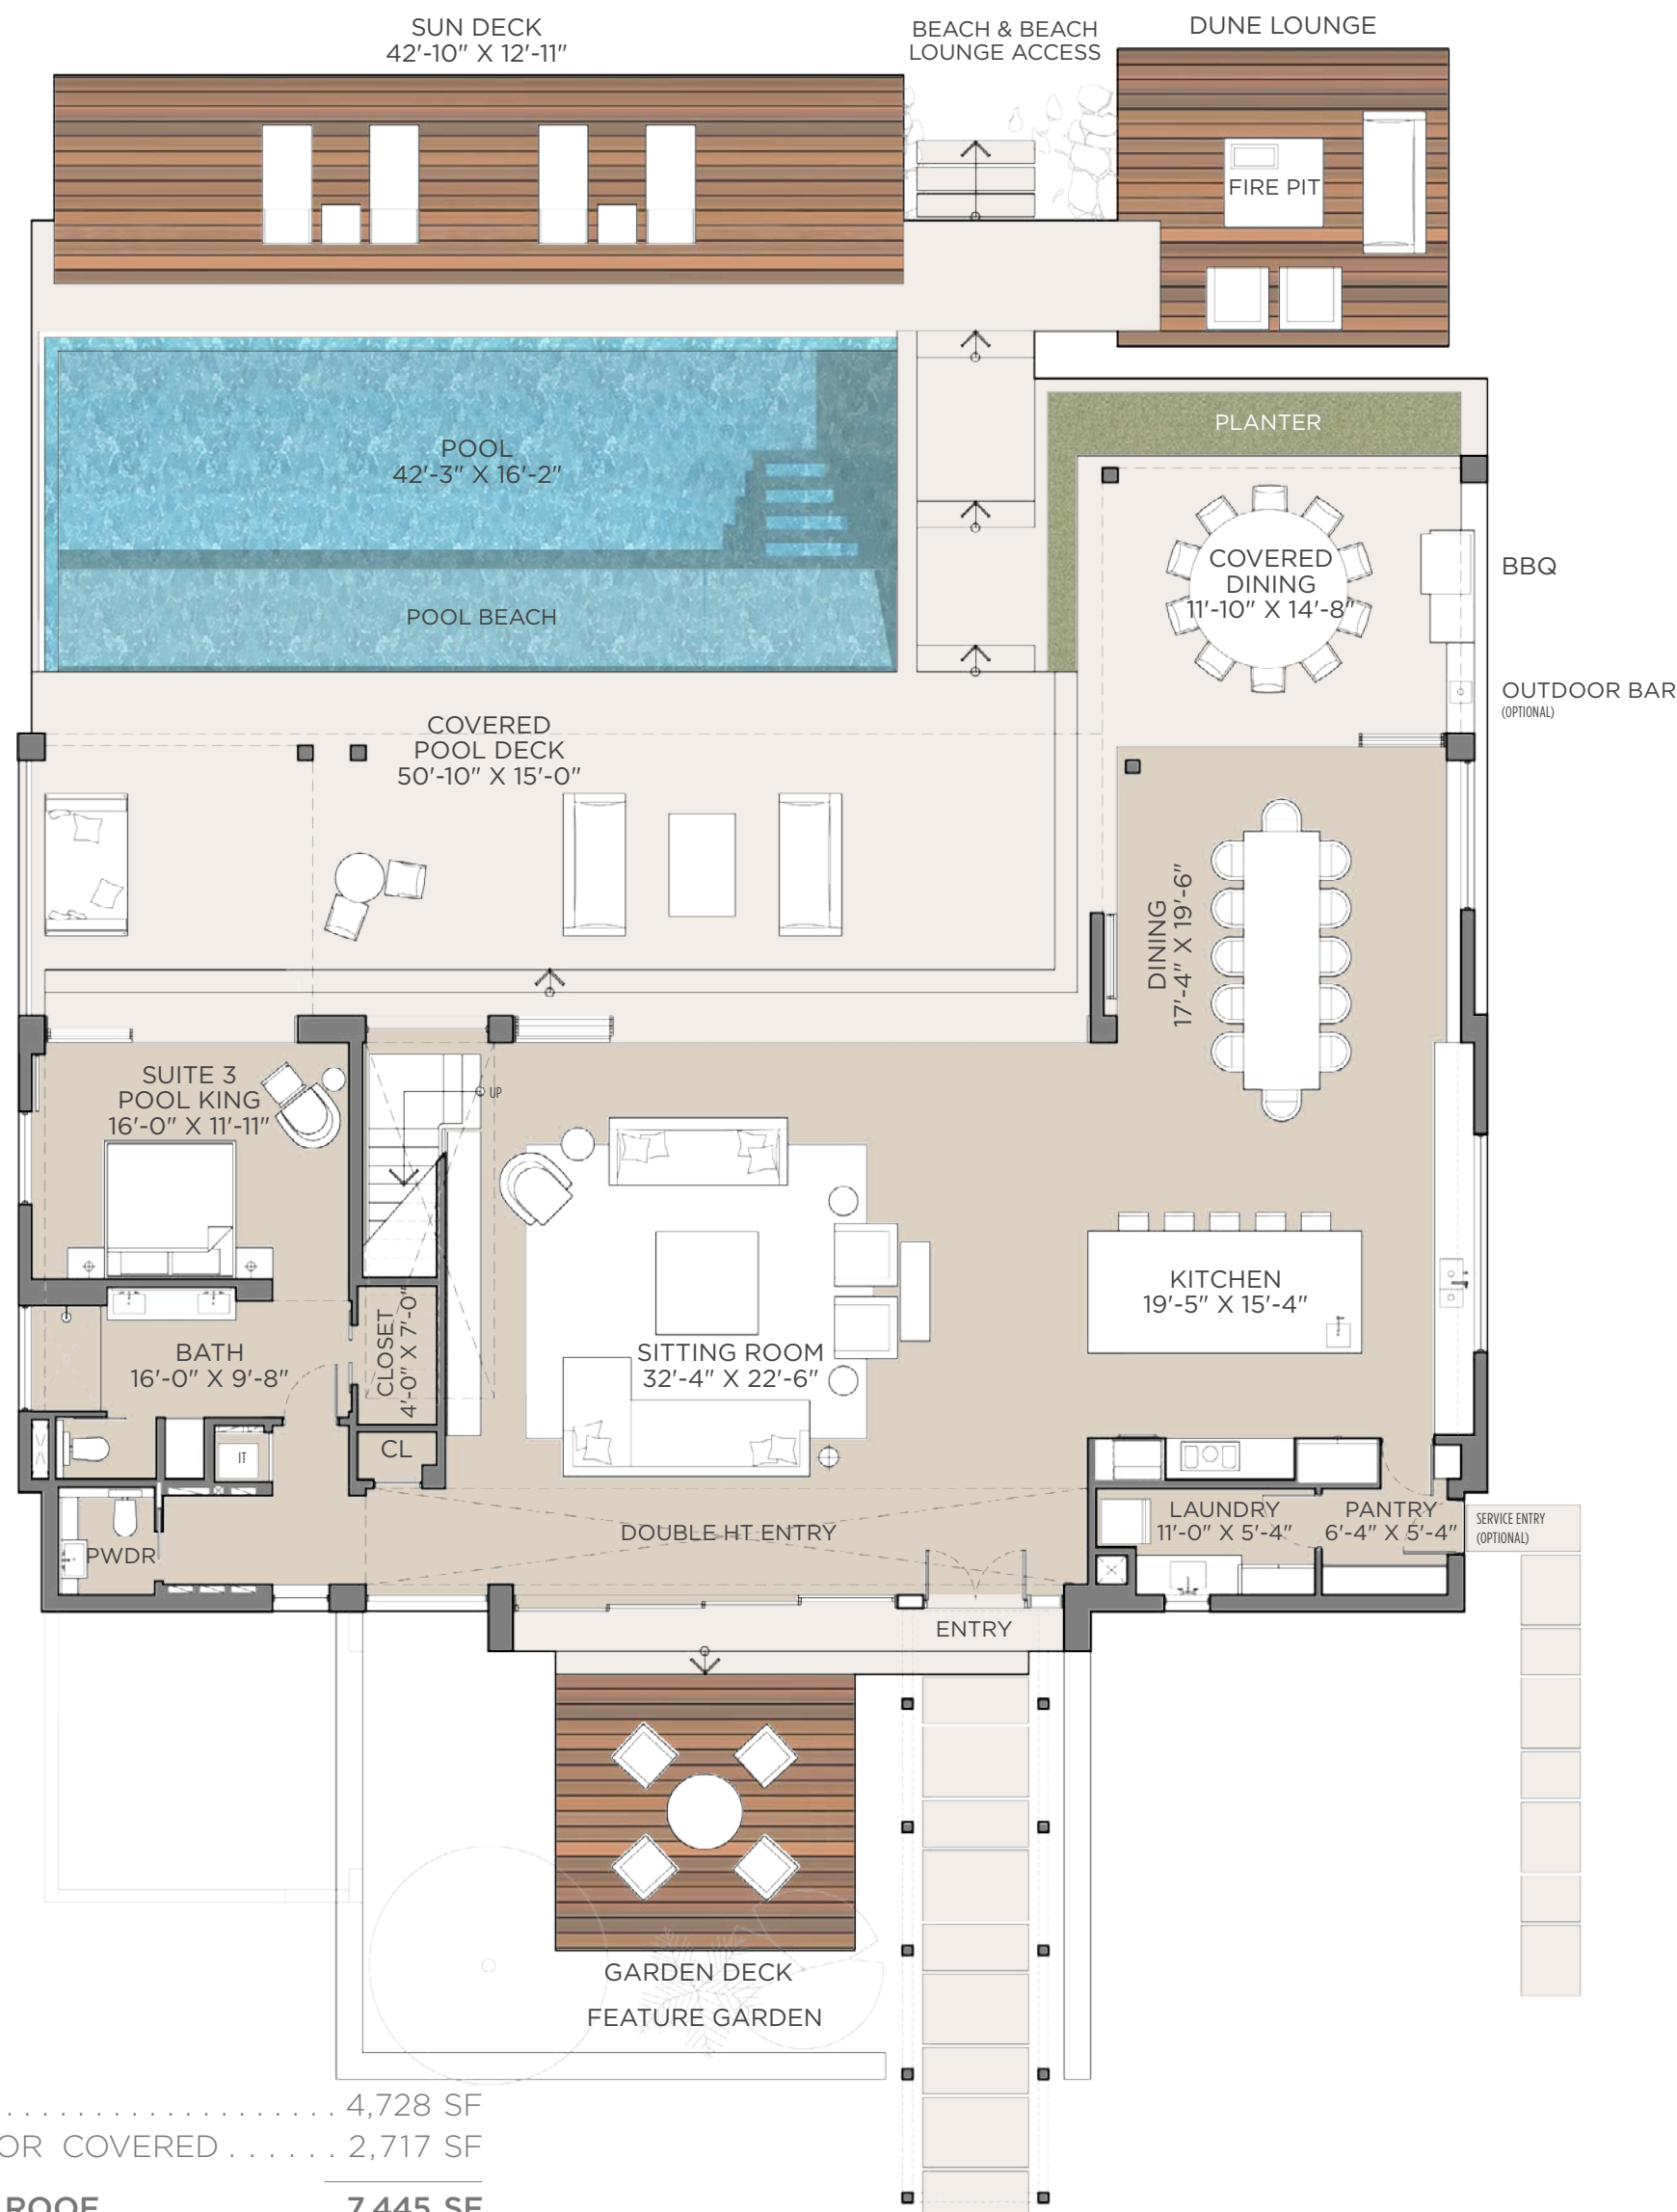 SUN DECK
42'-10" X 12'-11"
BEACH & BEACH
LOUNGE ACCESS
DUNE LOUNGE
FIRE PIT
POOL
42'-3" X 16'-2"
POOL BEACH
PLANTER
COVERED
DINING
11'-10" X 14'-8"
BBQ
OUTDOOR BAR
(OPTIONAL)
COVERED
POOL DECK
50'-10" X 15'-0"
DINING
17'-4" X 19'-6"
SUITE 3
POOL KING
16'-0" X 11'-11"
UP
KITCHEN
19'-5" X 15'-4"
BATH
16'-0" X 9'-8"
CLOSET
4'-0" X 7'-0"
SITTING ROOM
32'-4" X 22'-6"
CL
IT
PWDR
DOUBLE HT ENTRY
LAUNDRY
11'-0" X 5'-4"
PANTRY
6'-4" X 5'-4"
SERVICE ENTRY
(OPTIONAL)
ENTRY
GARDEN DECK
FEATURE GARDEN
. . . . . . . . . . . . . . . . . . . 4,728 SF
OR COVERED . . . . . . 2,717 SF
ROOF 7,445 SF